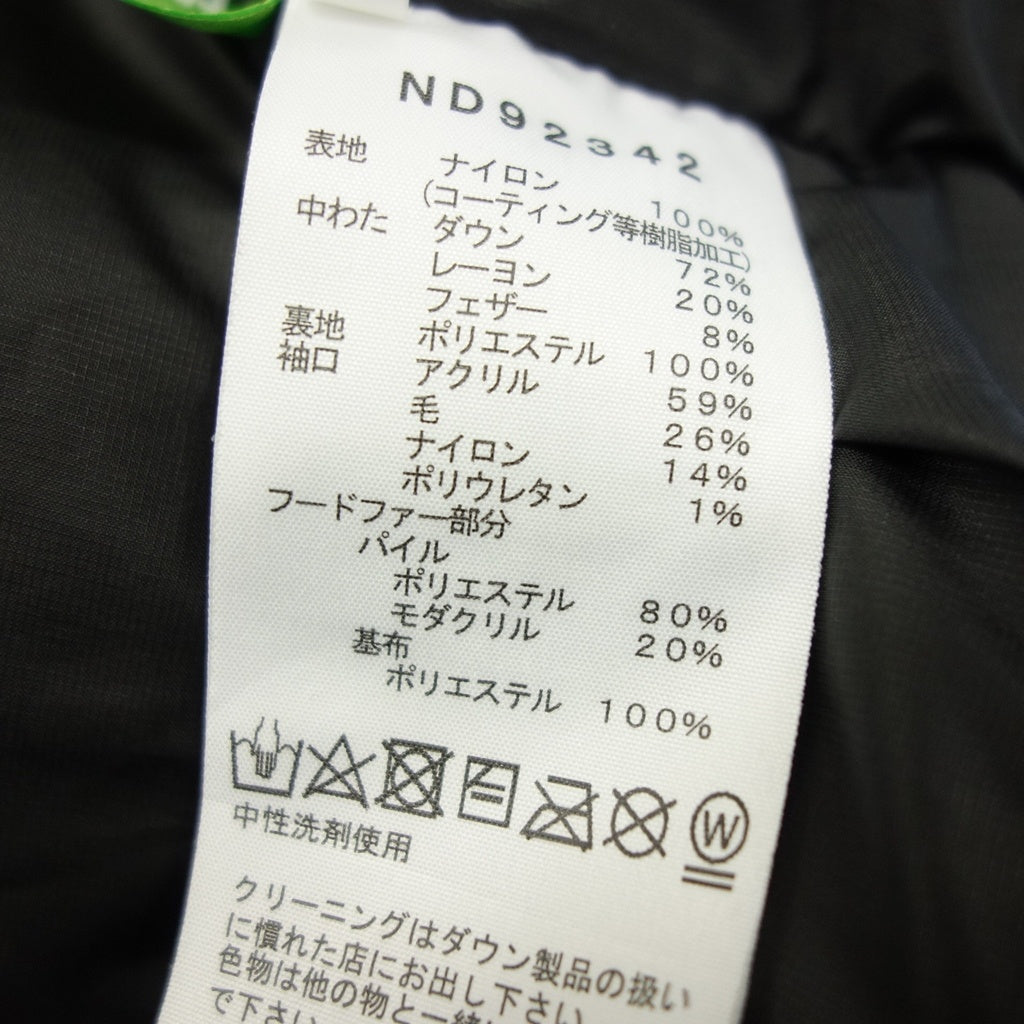 ND92342
表地 ナイロン 100%
(コーティング等樹脂加工)
中わた ダウン 72%
レーヨン 20%
フェザー 8%
裏地 ポリエステル 100%
袖口 アクリル 59%
毛 26%
ナイロン 14%
ポリウレタン 1%
フードファー部分
パイル
ポリエステル 80%
モダクリル 20%
基布
ポリエステル 100%
W
中性洗剤使用
クリーニングはダウン製品の扱い
に慣れた店にお出し下さい。
色物は他の物と一緒
で下さい